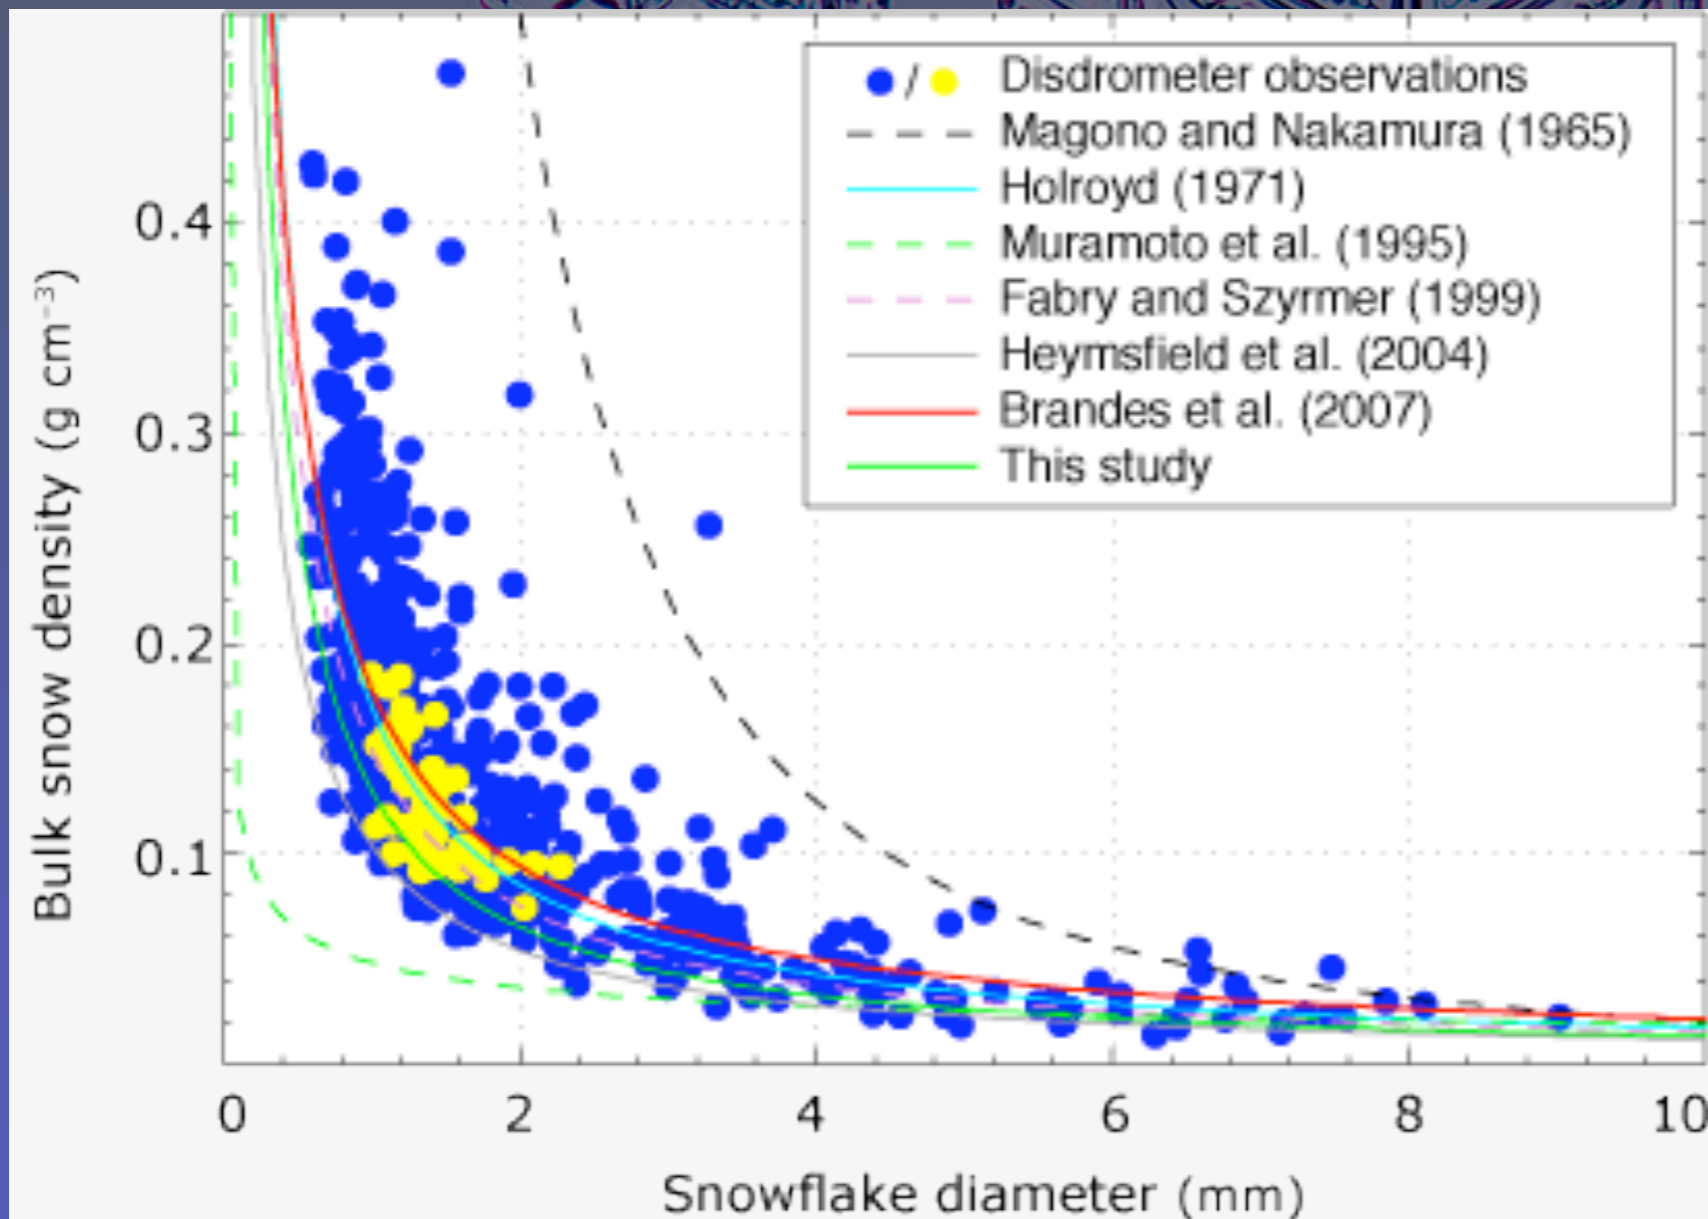 / Disdrometer observations
Magono and Nakamura (1965)
Holroyd (1971)
Muramoto et al. (1995)
Fabry and Szyrmer (1999)
Heymsfield et al. (2004)
Brandes et al. (2007)
This study
Bulk snow density (g cm⁻³)
0.4
0.3
0.2
0.1
0 2 4 6 8 10
Snowflake diameter (mm)